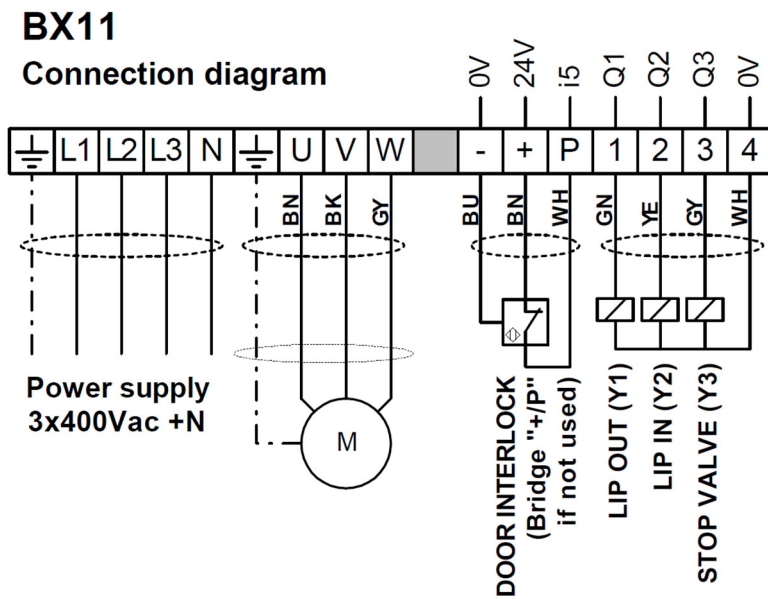 BX11
Connection diagram
0V
24V
i5
Q1
Q2
Q3
0V
L1 L2 L3 N U V W - + P 1 2 3 4
BN
BK
GY
BU
BN
WH
GN
YE
GY
WH
Power supply
3x400Vac +N
M
DOOR INTERLOCK
(Bridge "+/P"
if not used)
LIP OUT (Y1)
LIP IN (Y2)
STOP VALVE (Y3)